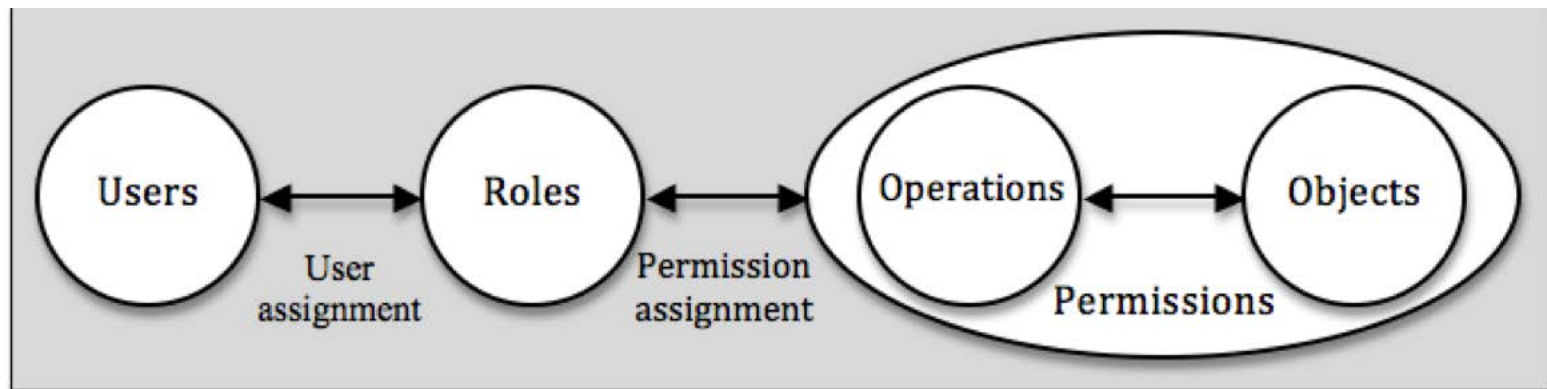 Users
Roles
Operations
Objects
User
assignment
Permission
assignment
Permissions